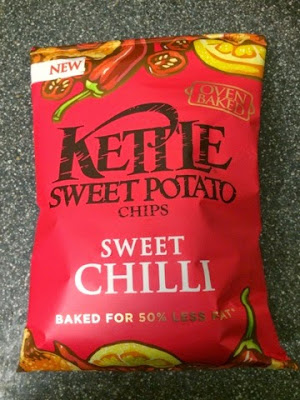 NEW
OVEN
BAKED
KETTLE
SWEET POTATO
CHIPS
SWEET
CHILLI
BAKED FOR 50% LESS FAT*